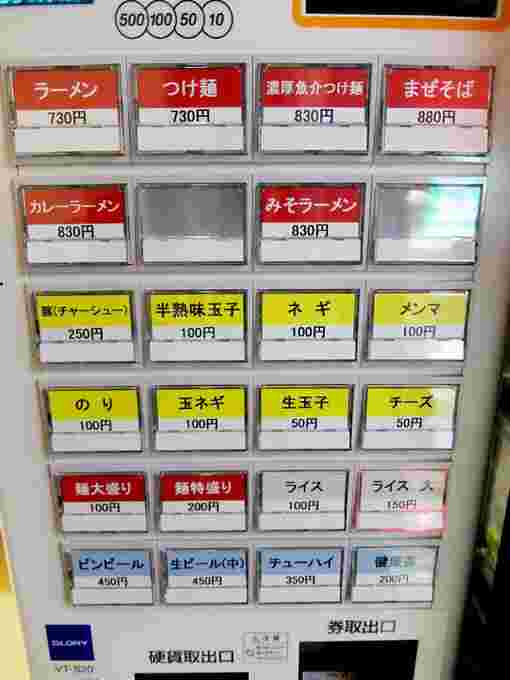 500 100 50 10
ラーメン
730円
つけ麺
730円
濃厚魚介つけ麺
830円
まぜそば
880円
カレーラーメン
830円
みそラーメン
830円
豚(チャーシュー)
250円
半熟味玉子
100円
ネギ
100円
メンマ
100円
のり
100円
玉ネギ
100円
生玉子
50円
チーズ
50円
麺大盛り
100円
麺特盛り
200円
ライス
100円
ライス 大
150円
ビンビール
450円
生ビール(中)
450円
チューハイ
350円
200円
GLORY
VT-S20
硬貨取出口
券取出口